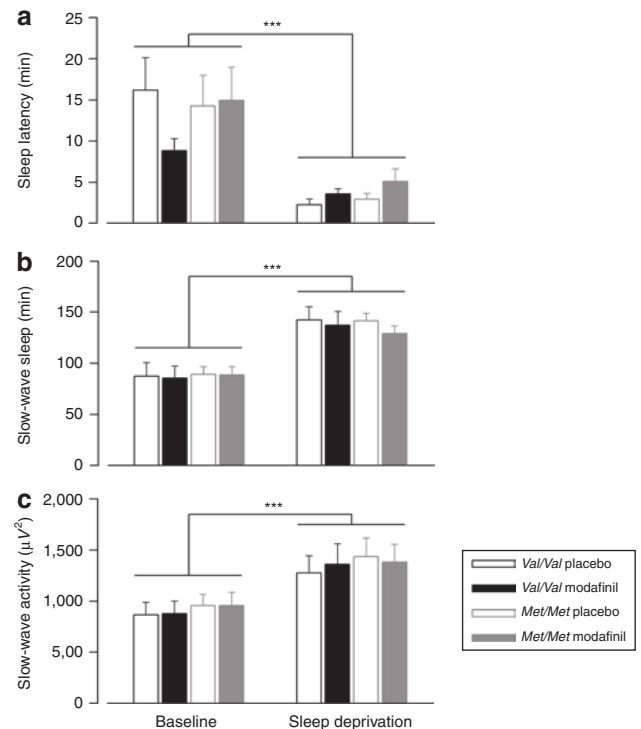 a
Sleep latency (min)
25
20
15
10
5
0
***
b
Slow-wave sleep (min)
200
150
100
50
0
***
c
Slow-wave activity (μV²)
2,000
1,500
1,000
5,00
0
***
Baseline
Sleep deprivation
Val/Val placebo
Val/Val modafinil
Met/Met placebo
Met/Met modafinil